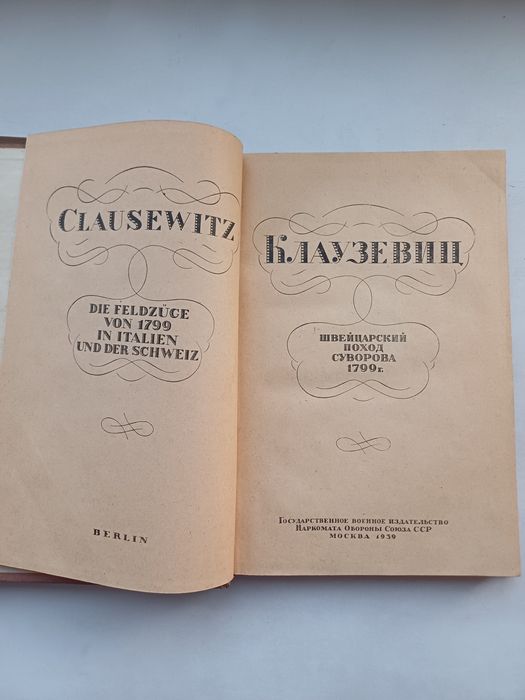 CLAUSEWITZ
DIE FELDZÜGE
VON 1799
IN ITALIEN
UND DER SCHWEIZ
BERLIN
КЛАУЗЕВИЦ
ШВЕЙЦАРСКИЙ
ПОХОД
СУВОРОВА
1799 г.
ГОСУДАРСТВЕННОЕ ВОЕННОЕ ИЗДАТЕЛЬСТВО
НАРКОМАТА ОБОРОНЫ СОЮЗА ССР
МОСКВА 1939